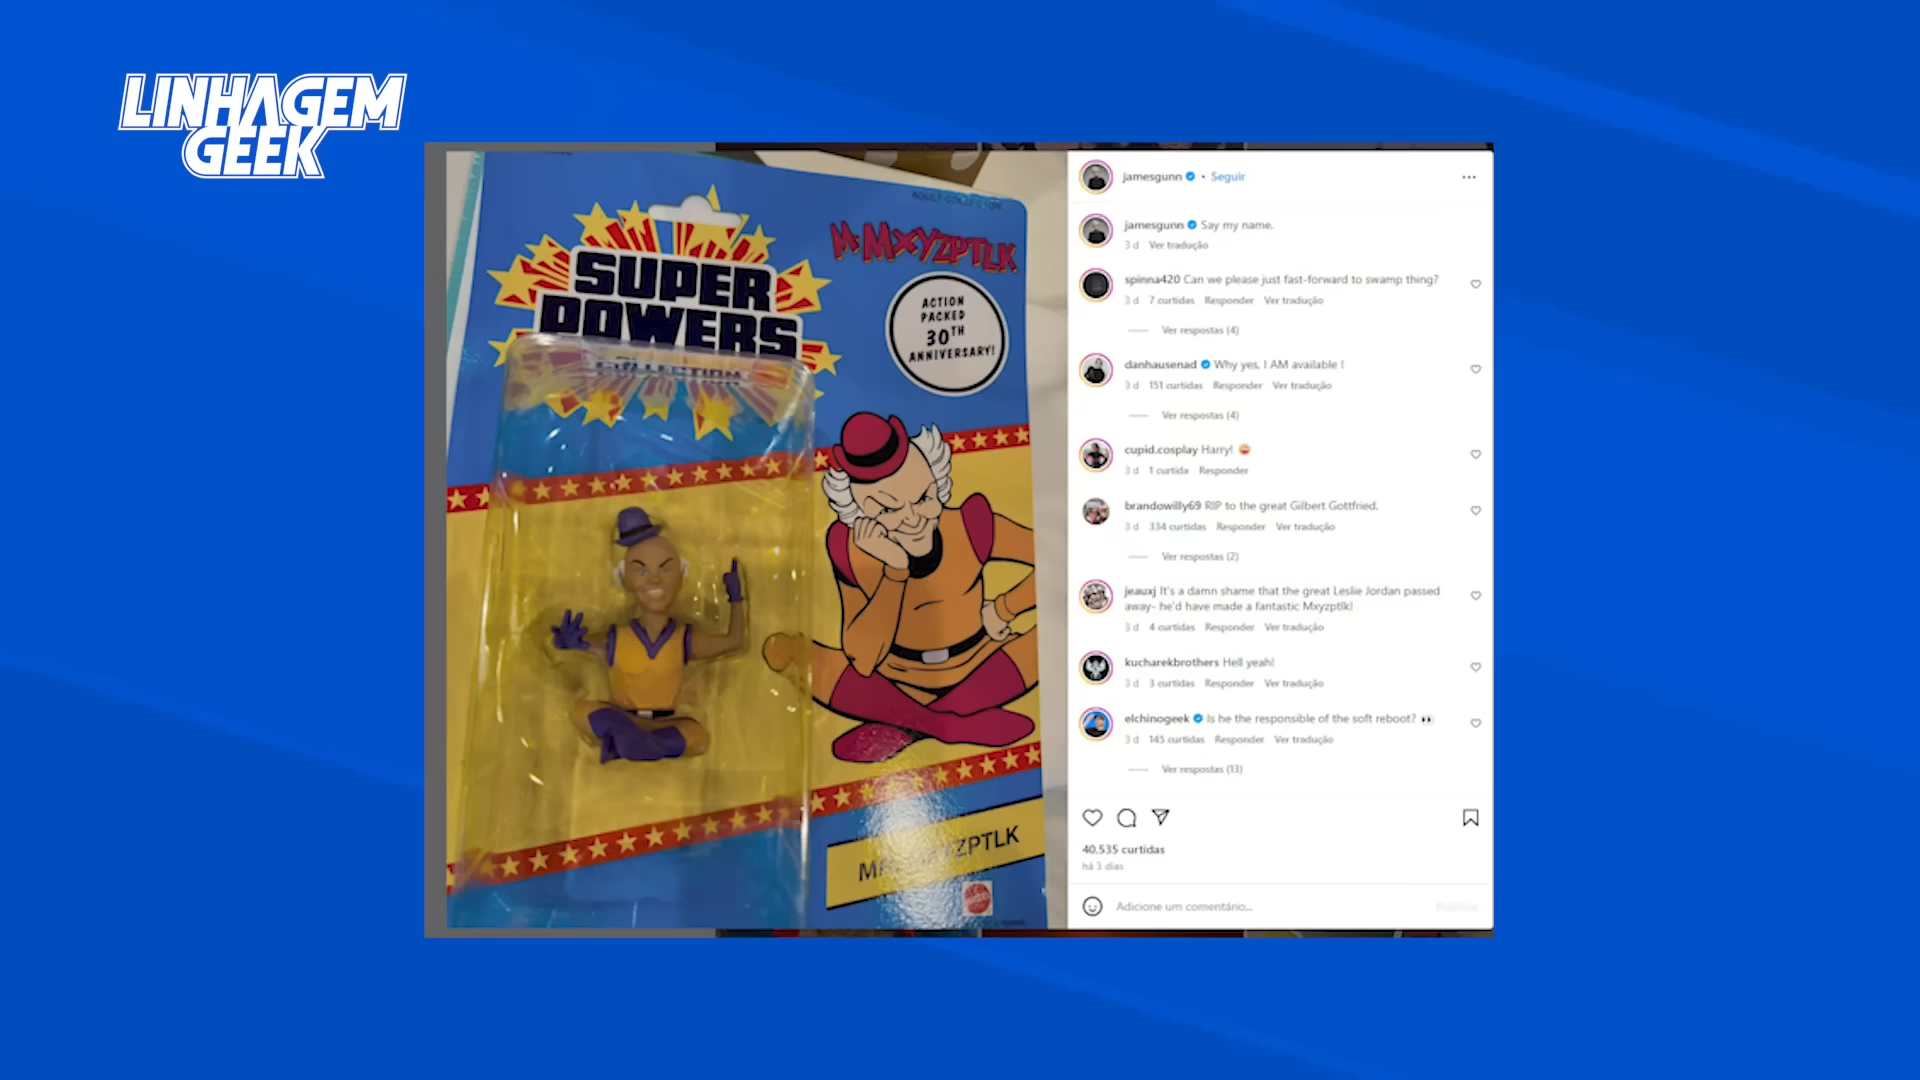 LINHAGEM
GEEK
ADULT COLLECTOR
SUPER
POWERS
COLLECTION
MR MXYZPTLK
ACTION
PACKED
30TH
ANNIVERSARY!
jamesgunn • Seguir
jamesgunn Say my name.
3 d Ver tradução
spinna420 Can we please just fast-forward to swamp thing?
3 d 7 curtidas Responder Ver tradução
Ver respostas (4)
danhausenad Why yes, I AM available !
3 d 151 curtidas Responder Ver tradução
Ver respostas (4)
cupid.cosplay Harry! 😄
3 d 1 curtida Responder
brandowilly69 RIP to the great Gilbert Gottfried.
3 d 334 curtidas Responder Ver tradução
Ver respostas (2)
jeauxj It's a damn shame that the great Leslie Jordan passed
away- he'd have made a fantastic Mxyzptlk!
3 d 4 curtidas Responder Ver tradução
kucharekbrothers Hell yeah!
3 d 3 curtidas Responder Ver tradução
elchinogeek Is he the responsible of the soft reboot? 👀
3 d 145 curtidas Responder Ver tradução
Ver respostas (13)
40.535 curtidas
há 3 dias
Adicione um comentário...
Publicar